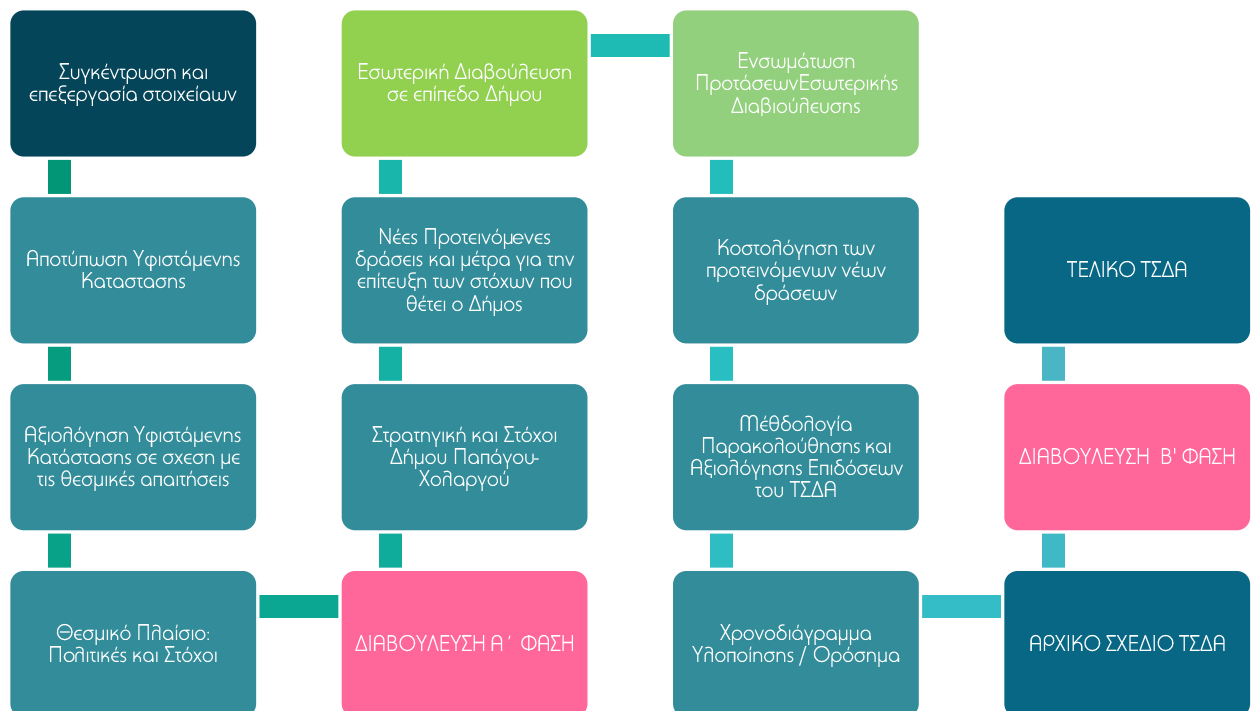 Συγκέντρωση και
επεξεργασία στοιχείαων
Αποτύπωση Υφιστάμενης
Καταστασης
Αξιολόγηση Υφιστάμενης
Κατάστασης σε σχεση με
τις θεσμικές απαιτήσεις
Θεσμικό Πλαίσιο:
Πολιτικές και Στόχοι
ΔΙΑΒΟΥΛΕΥΣΗ Α΄ ΦΑΣΗ
Στρατηγική και Στόχοι
Δήμου Παπάγου-
Χολαργού
Νέες Προτεινόμενες
δράσεις και μέτρα για την
επίτευξη των στόχων που
θέτει ο Δήμος
Εσωτερική Διαβούλευση
σε επίπεδο Δήμου
Ενσωμάτωση
ΠροτάσεωνΕσωτερικής
Διαβιούλευσης
Κοστολόγηση των
προτεινόμενων νέων
δράσεων
Μέθδολογία
Παρακολούθησης και
Αξιολόγησης Επιδόσεων
του ΤΣΔΑ
Χρονοδιάγραμμα
Υλοποίησης / Ορόσημα
ΑΡΧΙΚΟ ΣΧΕΔΙΟ ΤΣΔΑ
ΔΙΑΒΟΥΛΕΥΣΗ Β' ΦΑΣΗ
ΤΕΛΙΚΟ ΤΣΔΑ